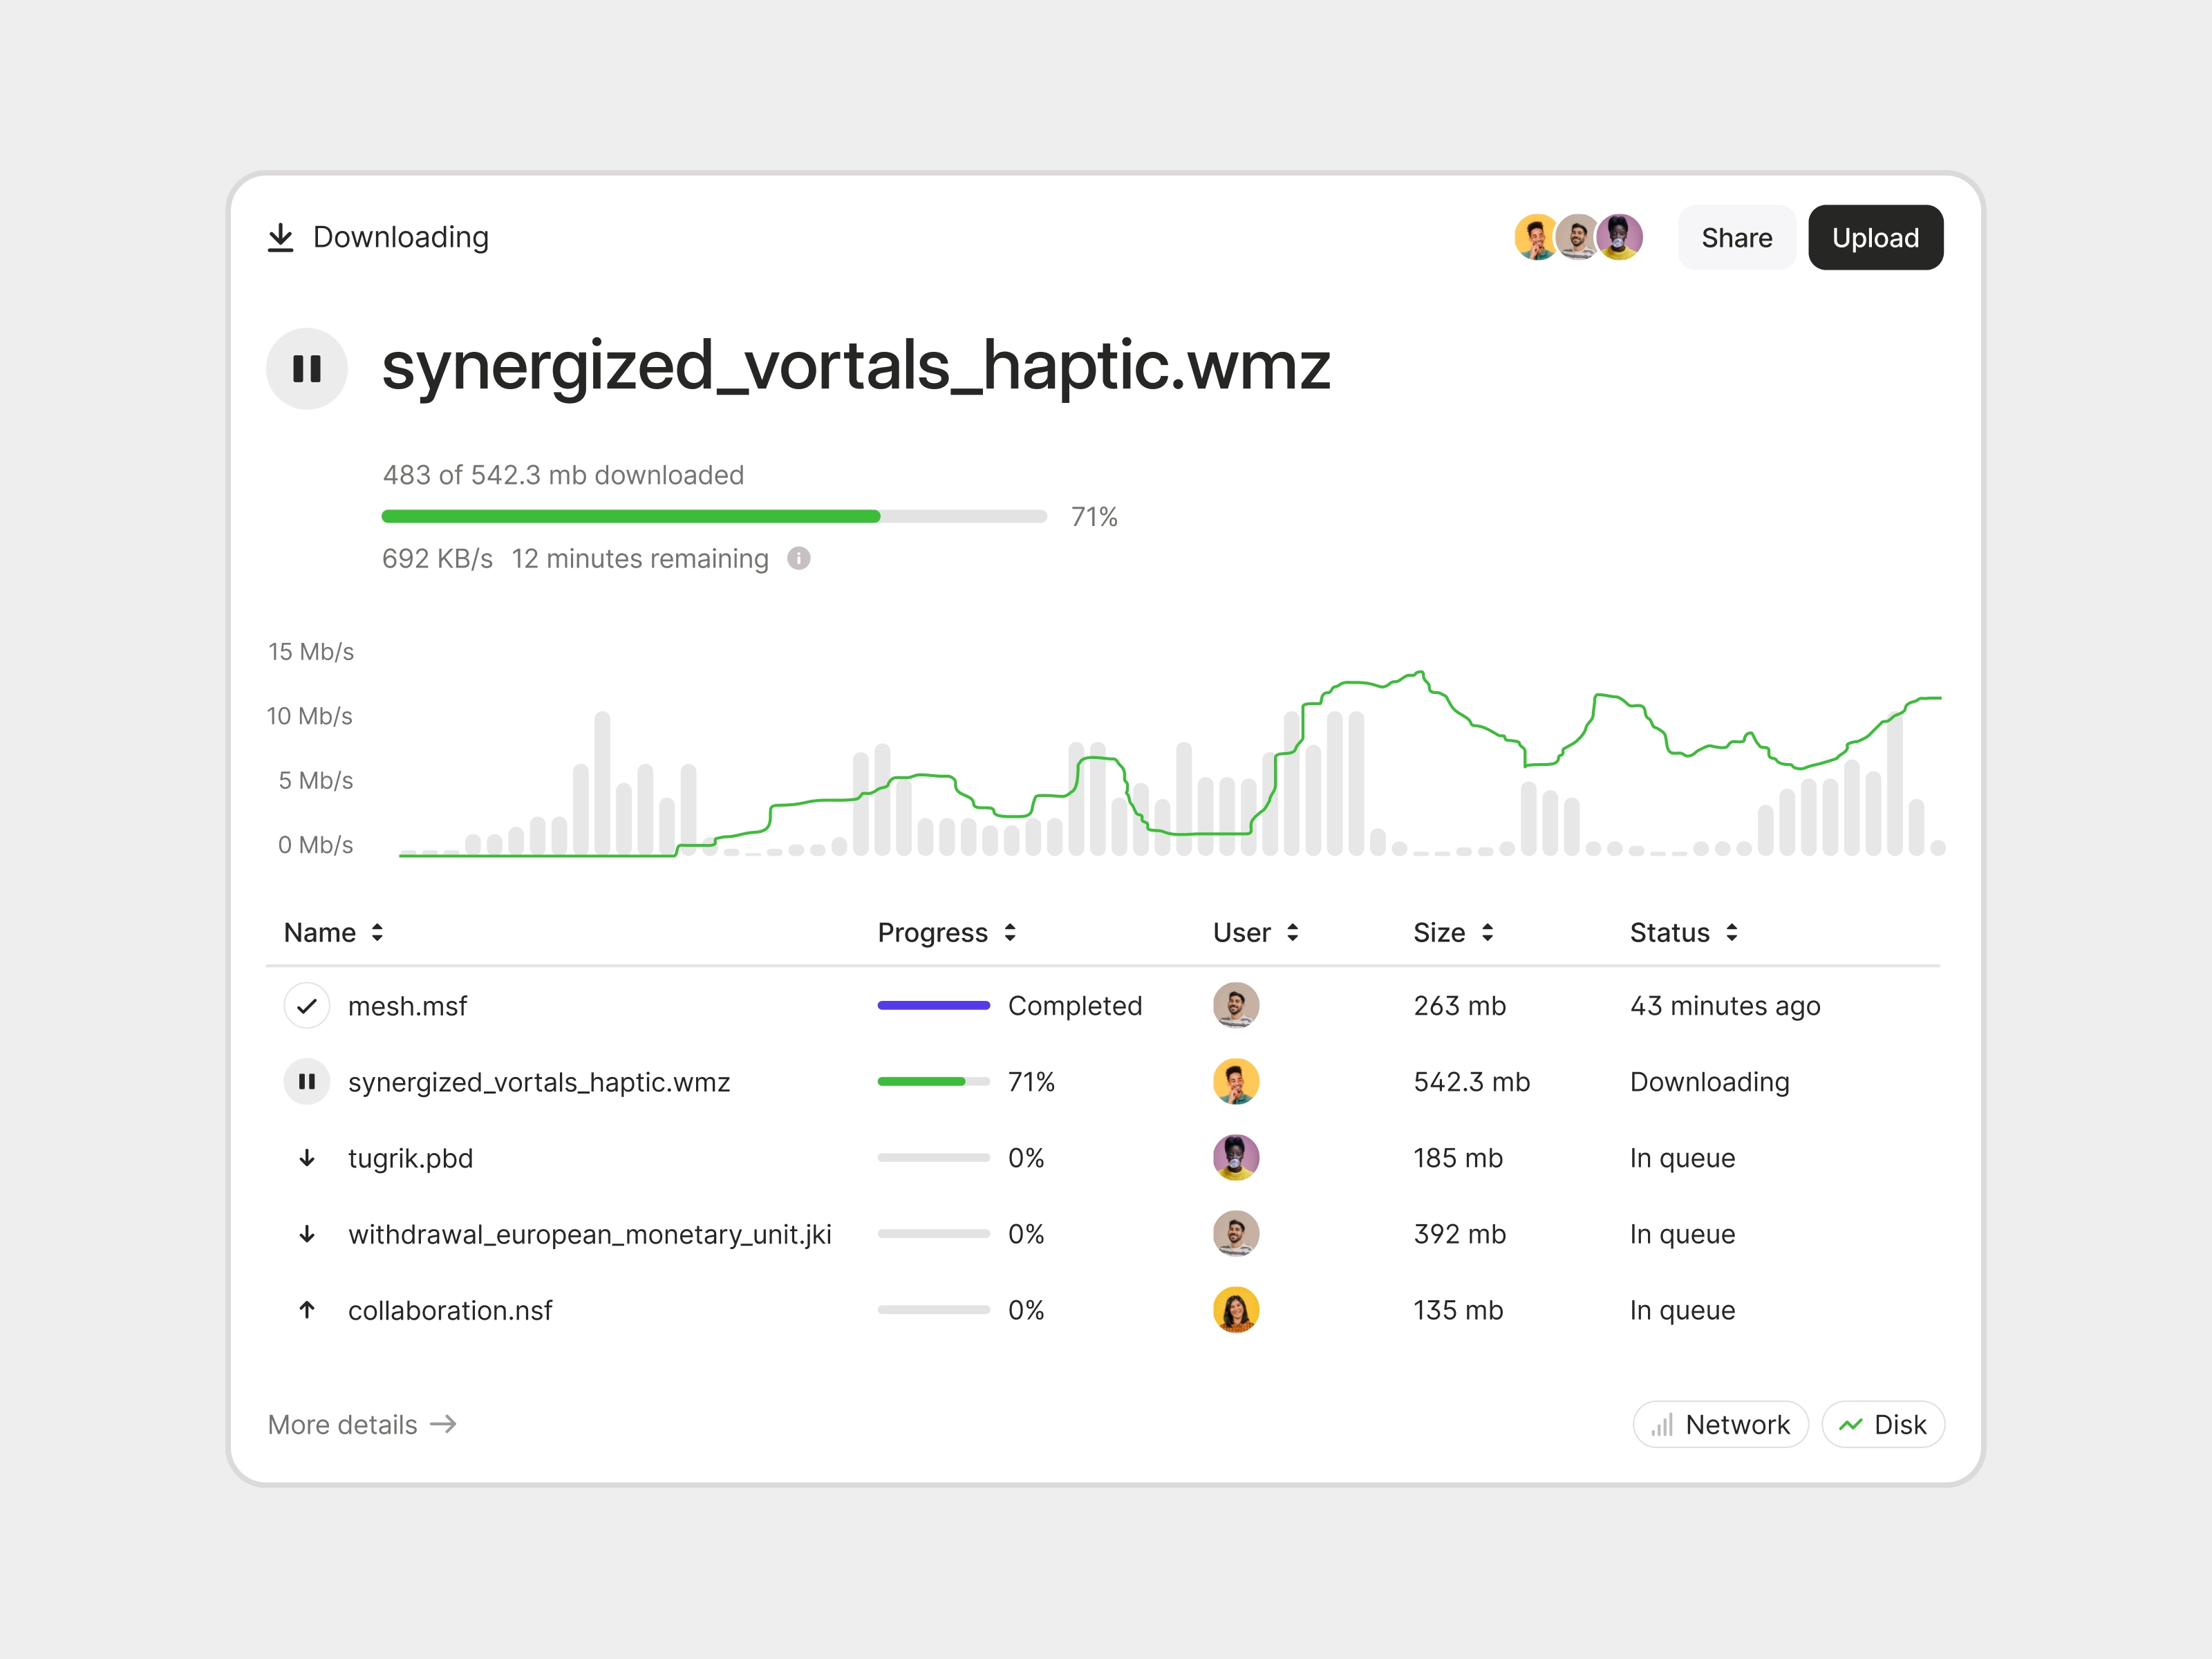 Downloading
Share
Upload
synergized_vortals_haptic.wmz
483 of 542.3 mb downloaded
71%
692 KB/s 12 minutes remaining
15 Mb/s
10 Mb/s
5 Mb/s
0 Mb/s
Name Progress User Size Status
mesh.msf Completed 263 mb 43 minutes ago
synergized_vortals_haptic.wmz 71% 542.3 mb Downloading
tugrik.pbd 0% 185 mb In queue
withdrawal_european_monetary_unit.jki 0% 392 mb In queue
collaboration.nsf 0% 135 mb In queue
More details
Network
Disk